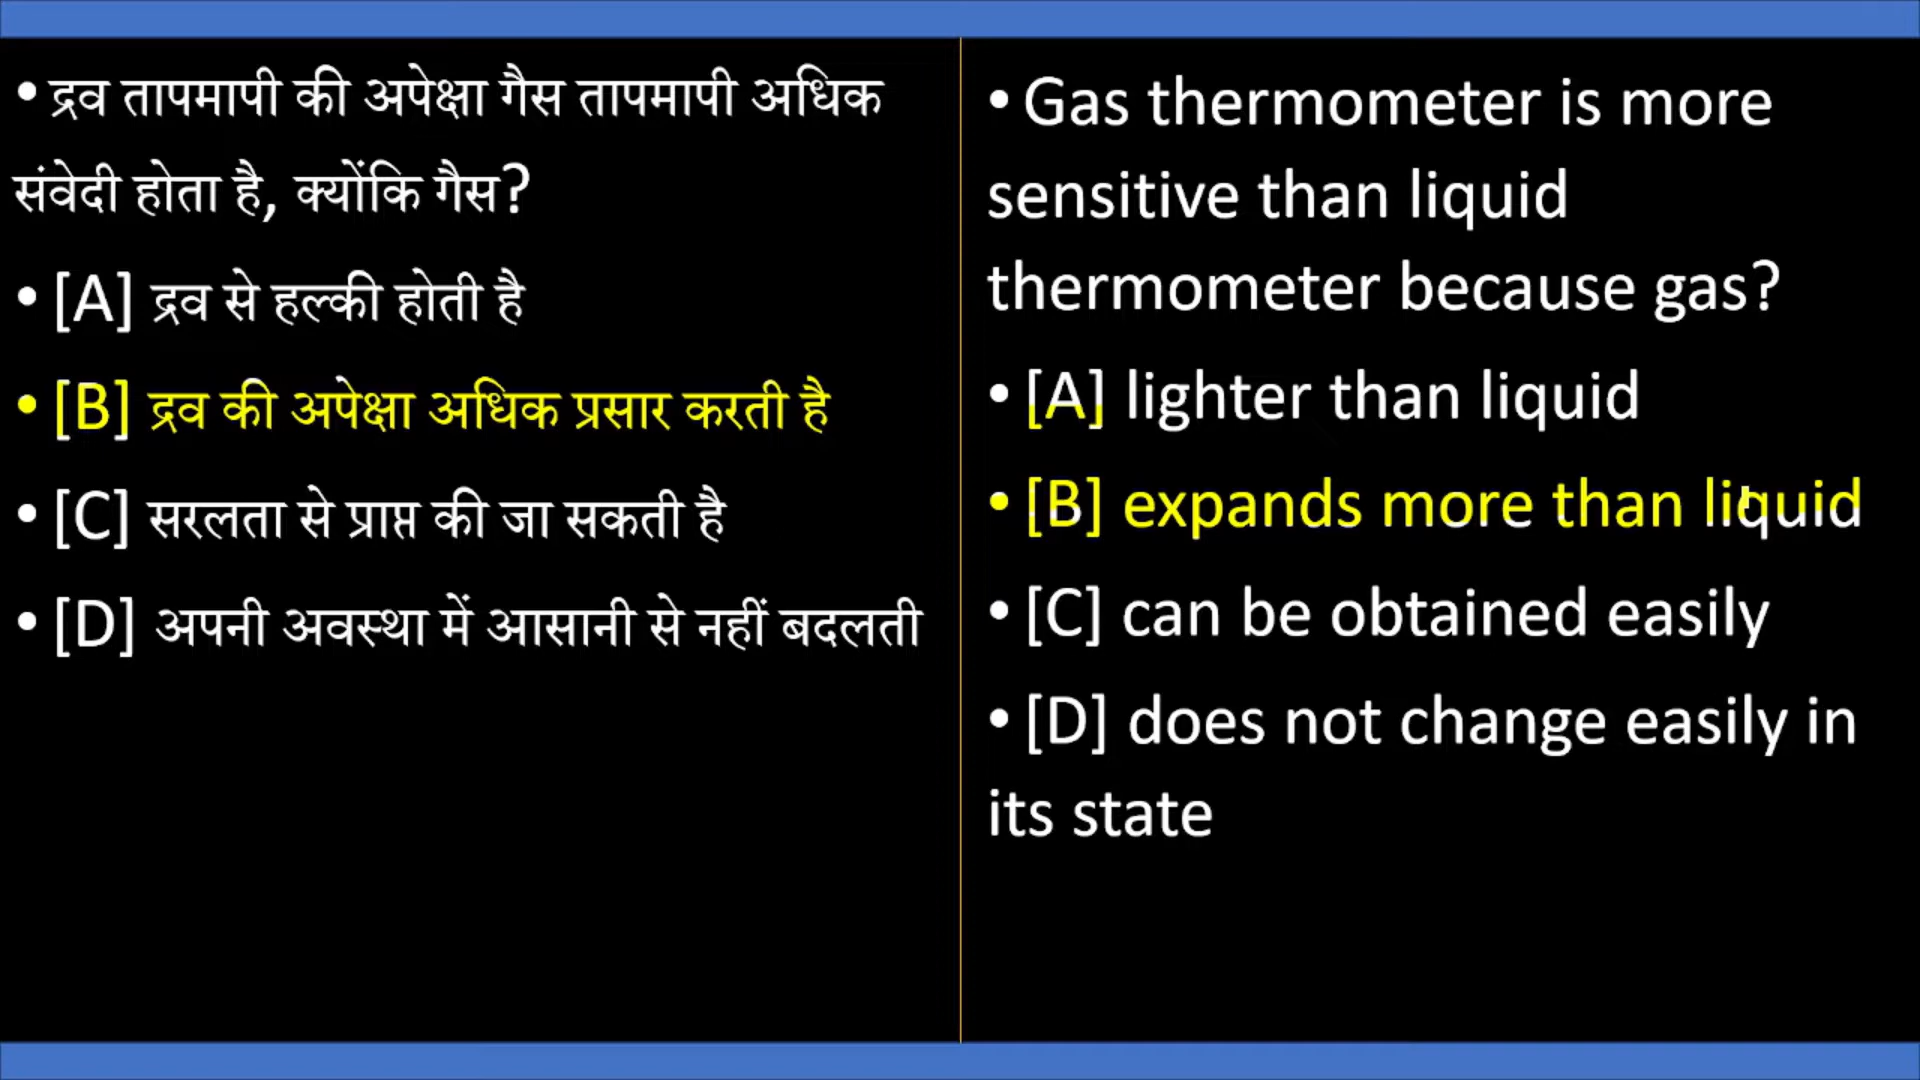 • द्रव तापमापी की अपेक्षा गैस तापमापी अधिक
संवेदी होता है, क्योंकि गैस?
• [A] द्रव से हल्की होती है
• [B] द्रव की अपेक्षा अधिक प्रसार करती है
• [C] सरलता से प्राप्त की जा सकती है
• [D] अपनी अवस्था में आसानी से नहीं बदलती
• Gas thermometer is more
sensitive than liquid
thermometer because gas?
• [A] lighter than liquid
• [B] expands more than liquid
• [C] can be obtained easily
• [D] does not change easily in
its state